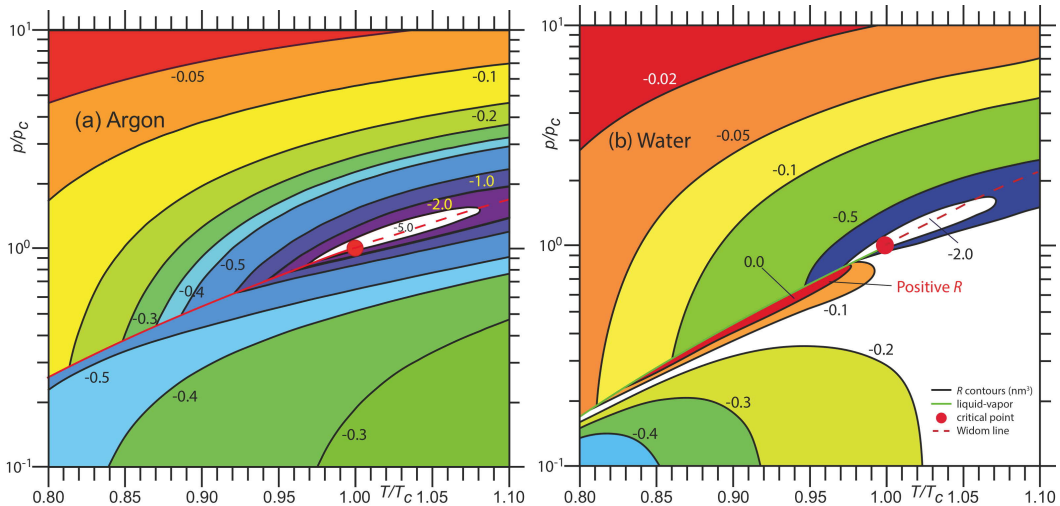 10¹
-0.05
-0.1
(a) Argon
-0.2
-1.0
-2.0
-5.0
p/p_C
10⁰
-0.5
-0.4
-0.3
-0.5
-0.4
-0.3
10⁻¹
0.80 0.85 0.90 0.95 1.00 T/T_C 1.05 1.10
10¹
-0.02
-0.05
(b) Water
-0.1
-0.5
p/p_C
10⁰
0.0
-2.0
Positive R
-0.1
-0.2
-0.3
-0.4
R contours (nm³)
liquid-vapor
critical point
Widom line
10⁻¹
0.80 0.85 0.90 0.95 1.00 T/T_C 1.05 1.10